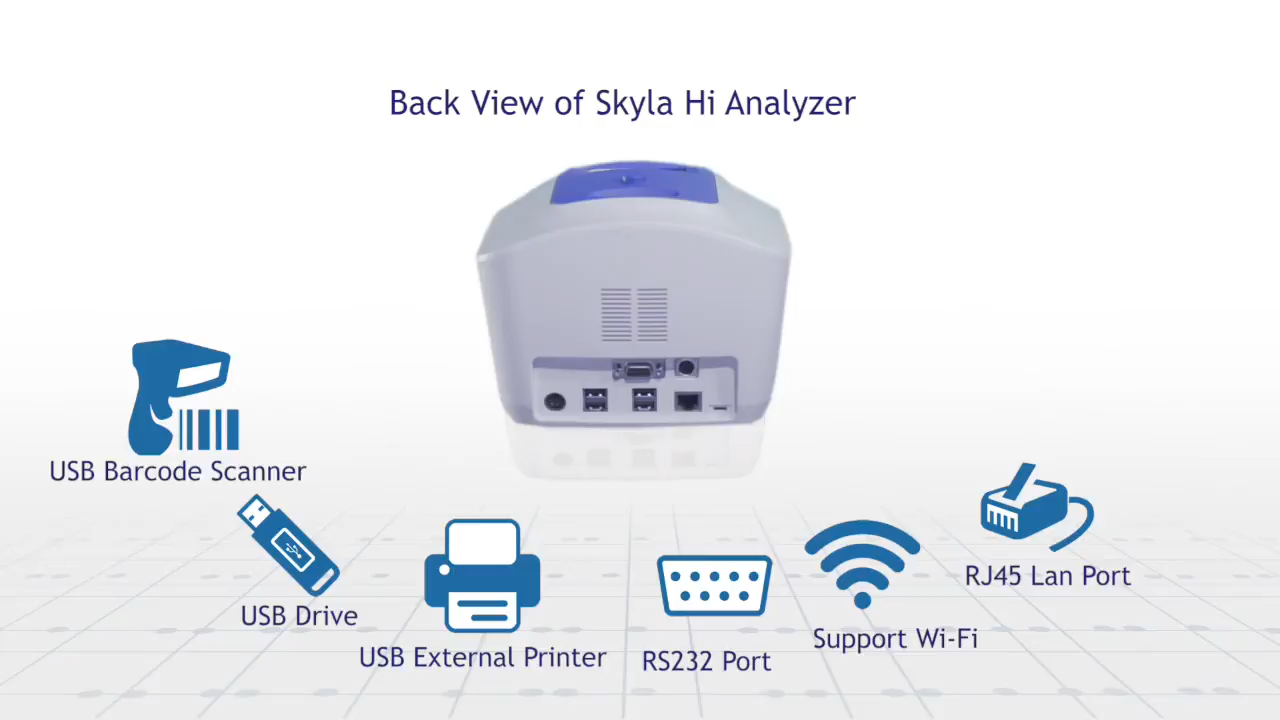 Back View of Skyla Hi Analyzer
USB Barcode Scanner
USB Drive
USB External Printer
RS232 Port
Support Wi-Fi
RJ45 Lan Port